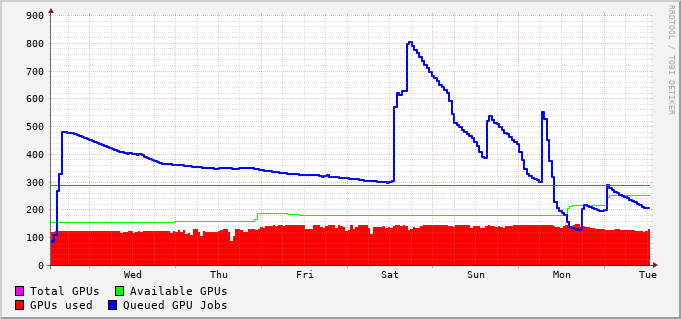 900
800
700
600
500
400
300
200
100
0
Wed Thu Fri Sat Sun Mon Tue
Total GPUs Available GPUs
GPUs used Queued GPU Jobs
RRDTOOL / TOBI OETIKER